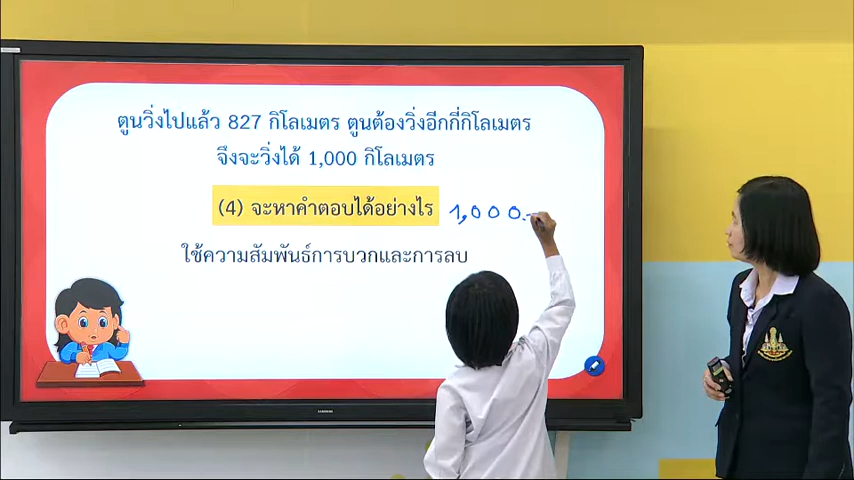 ตูนวิ่งไปแล้ว 827 กิโลเมตร ตูนต้องวิ่งอีกกี่กิโลเมตร
จึงจะวิ่งได้ 1,000 กิโลเมตร
(4) จะหาคำตอบได้อย่างไร 1,000 -
ใช้ความสัมพันธ์การบวกและการลบ
SAMSUNG